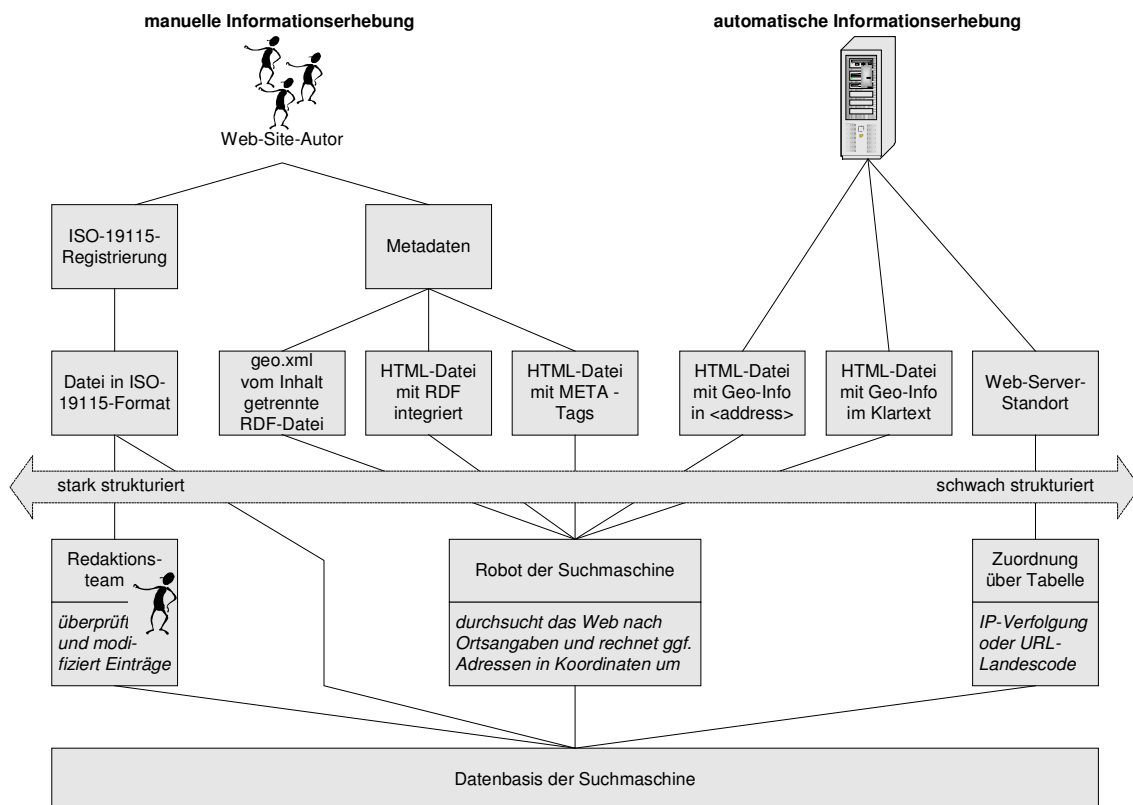 manuelle Informationserhebung
automatische Informationserhebung
Web-Site-Autor
ISO-19115-
Registrierung
Metadaten
Datei in ISO-
19115-Format
geo.xml
vom Inhalt
getrennte
RDF-Datei
HTML-Datei
mit RDF
integriert
HTML-Datei
mit META -
Tags
HTML-Datei
mit Geo-Info
in <address>
HTML-Datei
mit Geo-Info
im Klartext
Web-Server-
Standort
stark strukturiert
schwach strukturiert
Redaktions-
team
überprüft
und modi-
fiziert Einträge
Robot der Suchmaschine
durchsucht das Web nach
Ortsangaben und rechnet ggf.
Adressen in Koordinaten um
Zuordnung
über Tabelle
IP-Verfolgung
oder URL-
Landescode
Datenbasis der Suchmaschine